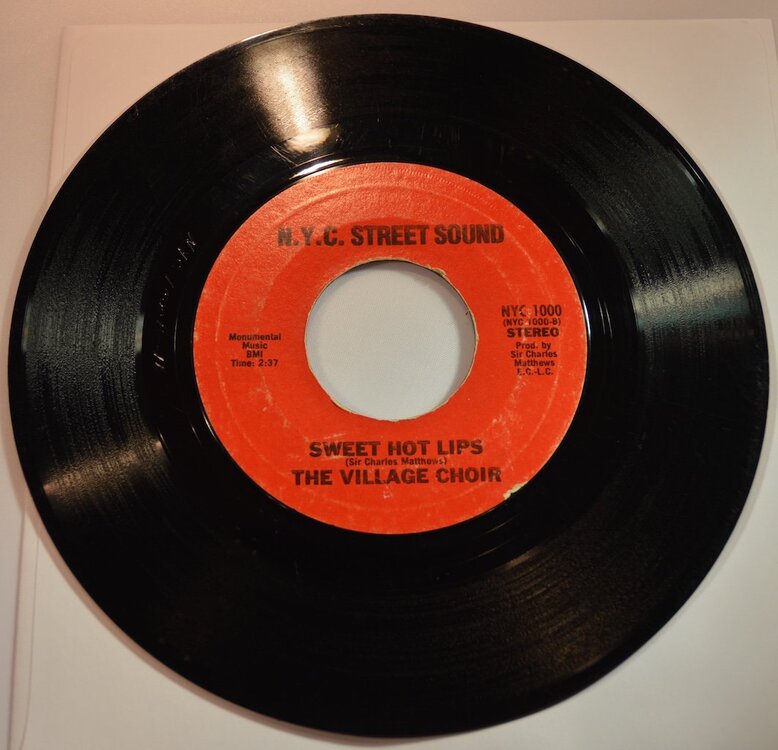 N.Y.C. STREET SOUND
Monumental
Music
BMI
Time: 2:37
NYC 1000
(NYC 1000-B)
STEREO
Prod. by
Sir Charles
Matthews
E.C.-L.C.
SWEET HOT LIPS
(Sir Charles Matthews)
THE VILLAGE CHOIR